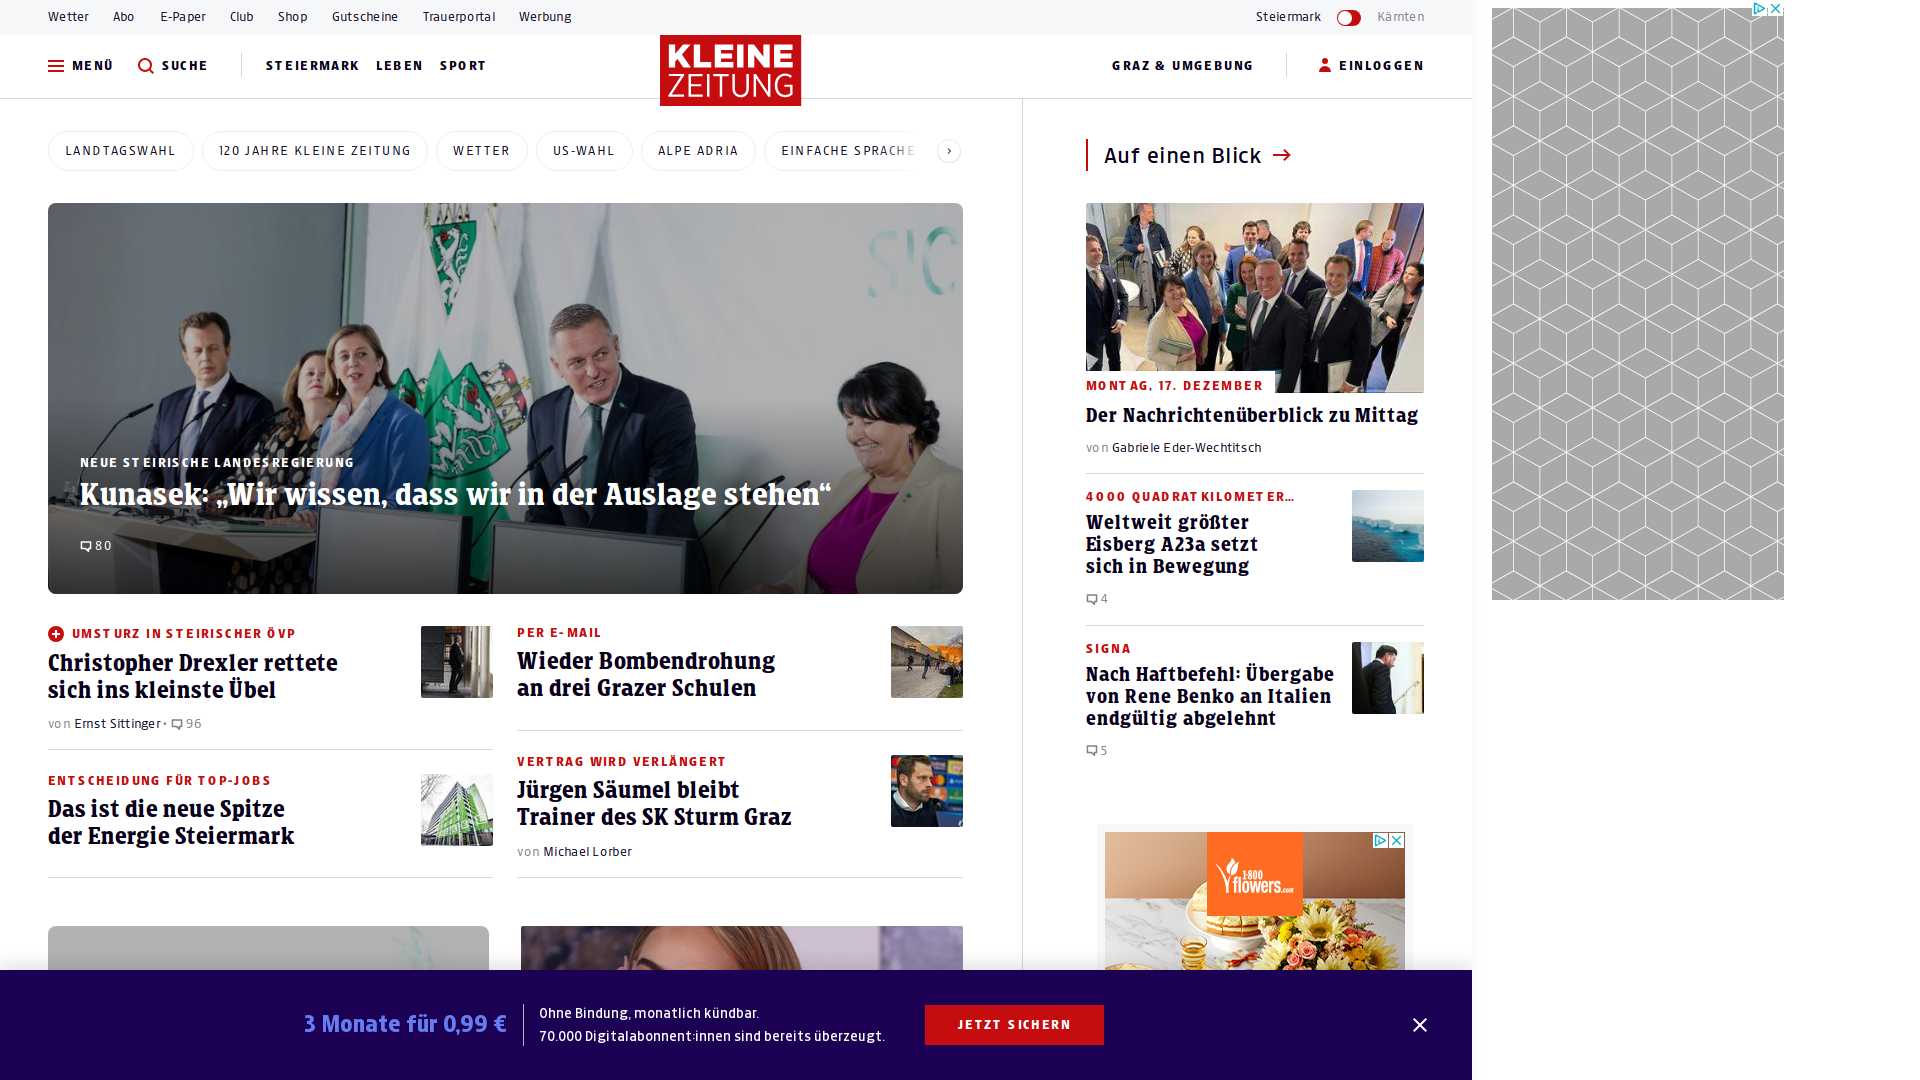 Wetter Abo E-Paper Club Shop Gutscheine Trauerportal Werbung
Steiermark Kärnten
MENÜ SUCHE STEIERMARK LEBEN SPORT
KLEINE
ZEITUNG
GRAZ & UMGEBUNG EINLOGGEN
LANDTAGSWAHL 120 JAHRE KLEINE ZEITUNG WETTER US-WAHL ALPE ADRIA EINFACHE SPRACHE
NEUE STEIRISCHE LANDESREGIERUNG
Kunasek: „Wir wissen, dass wir in der Auslage stehen“
80
UMSTURZ IN STEIRISCHER ÖVP
Christopher Drexler rettete
sich ins kleinste Übel
von Ernst Sittinger • 96
ENTSCHEIDUNG FÜR TOP-JOBS
Das ist die neue Spitze
der Energie Steiermark
PER E-MAIL
Wieder Bombendrohung
an drei Grazer Schulen
VERTRAG WIRD VERLÄNGERT
Jürgen Säumel bleibt
Trainer des SK Sturm Graz
von Michael Lorber
Auf einen Blick
MONTAG, 17. DEZEMBER
Der Nachrichtenüberblick zu Mittag
von Gabriele Eder-Wechtitsch
4000 QUADRATKILOMETER...
Weltweit größter
Eisberg A23a setzt
sich in Bewegung
4
SIGNA
Nach Haftbefehl: Übergabe
von Rene Benko an Italien
endgültig abgelehnt
5
1-800
flowers.com
3 Monate für 0,99 €
Ohne Bindung, monatlich kündbar.
70.000 Digitalabonnent:innen sind bereits überzeugt.
JETZT SICHERN